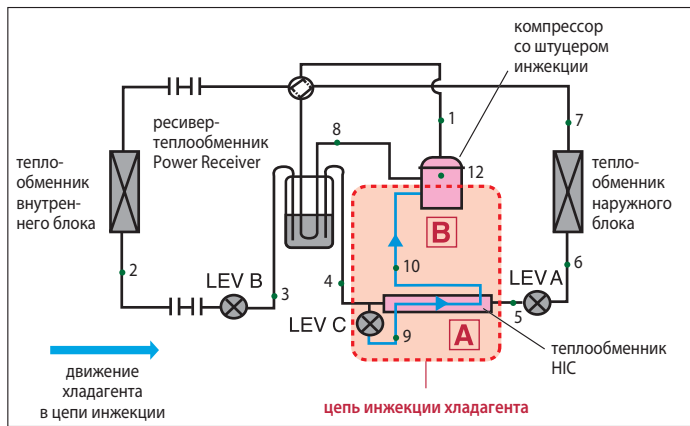 компрессор
со штуцером
инжекции
1
7
ресивер-
теплообменник
Power Receiver
8
тепло-
обменник
внутрен-
него блока
12
тепло-
обменник
наружного
блока
B
2
LEV B
3
4
10
LEV A
6
5
LEV C
9
A
теплообменник
HIC
движение
хладагента
в цепи инжекции
цепь инжекции хладагента